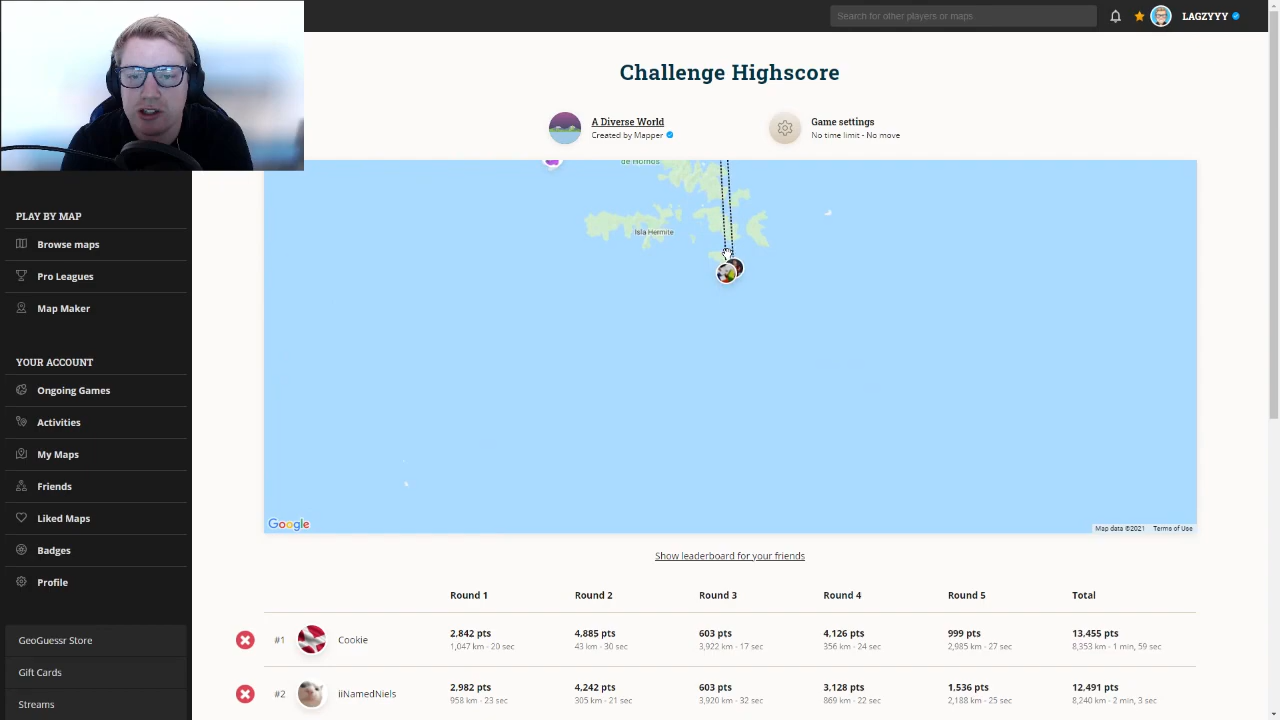 Search for other players or maps
LAGZYYY
Challenge Highscore
A Diverse World
Created by Mapper
Game settings
No time limit - No move
PLAY BY MAP
Browse maps
Pro Leagues
Map Maker
YOUR ACCOUNT
Ongoing Games
Activities
My Maps
Friends
Liked Maps
Badges
Profile
GeoGuessr Store
Gift Cards
Streams
de Hornos
Isla Hermite
Google
Map data ©2021
Terms of Use
Show leaderboard for your friends
Round 1 Round 2 Round 3 Round 4 Round 5 Total
#1 Cookie 2,842 pts 4,885 pts 603 pts 4,126 pts 999 pts 13,455 pts
1,047 km - 20 sec 43 km - 30 sec 3,922 km - 17 sec 356 km - 24 sec 2,985 km - 27 sec 8,353 km - 1 min, 59 sec
#2 iiNamedNiels 2,982 pts 4,242 pts 603 pts 3,128 pts 1,536 pts 12,491 pts
958 km - 23 sec 305 km - 21 sec 3,920 km - 32 sec 869 km - 22 sec 2,188 km - 25 sec 8,240 km - 2 min, 3 sec